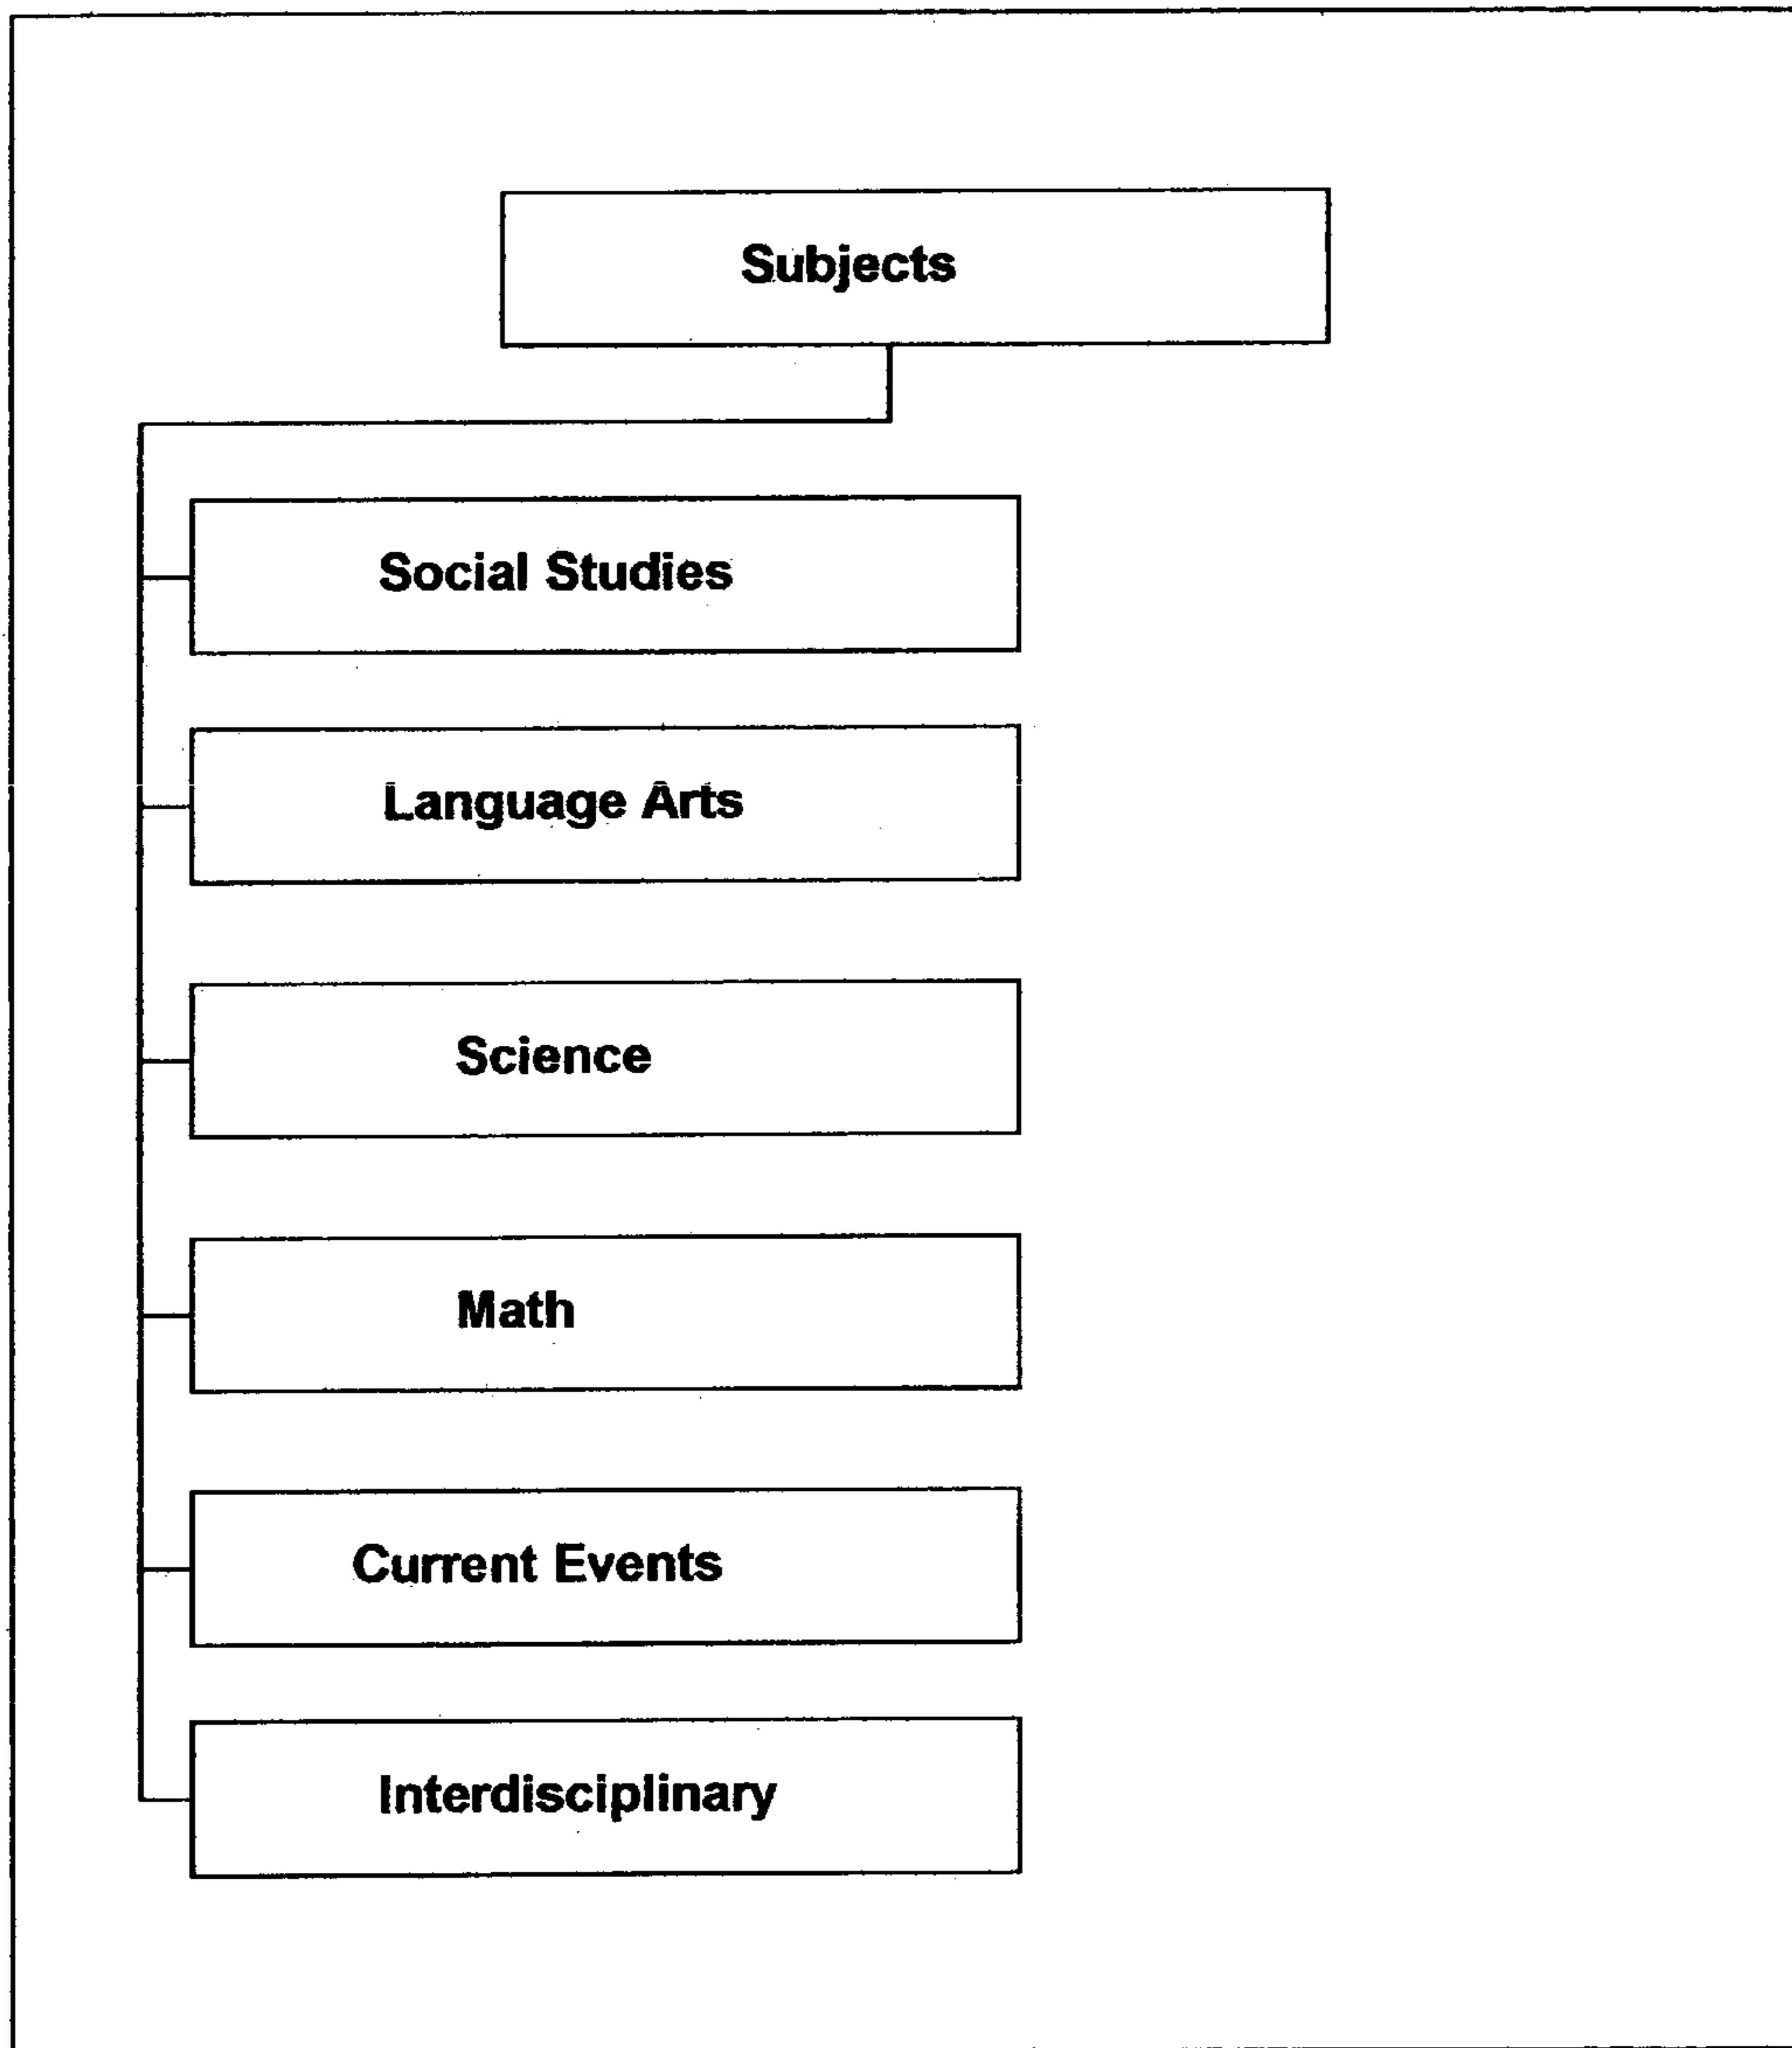 Subjects
Social Studies
Language Arts
Science
Math
Current Events
Interdisciplinary